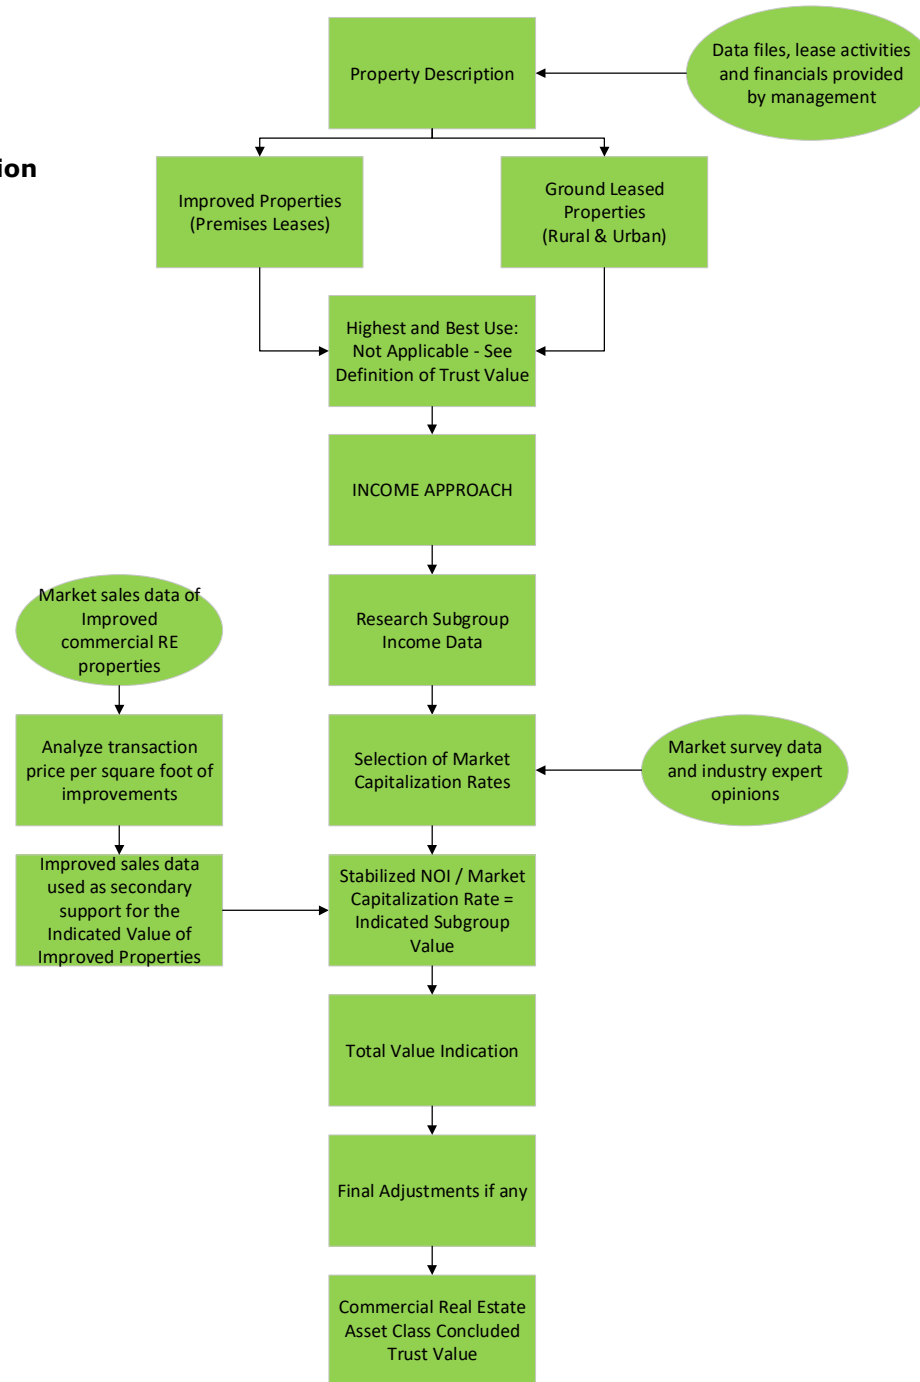 Property Description
Data files, lease activities
and financials provided
by management
ion
Improved Properties
(Premises Leases)
Ground Leased
Properties
(Rural & Urban)
Highest and Best Use:
Not Applicable - See
Definition of Trust Value
INCOME APPROACH
Market sales data of
Improved
commercial RE
properties
Research Subgroup
Income Data
Analyze transaction
price per square foot of
improvements
Selection of Market
Capitalization Rates
Market survey data
and industry expert
opinions
Improved sales data
used as secondary
support for the
Indicated Value of
Improved Properties
Stabilized NOI / Market
Capitalization Rate =
Indicated Subgroup
Value
Total Value Indication
Final Adjustments if any
Commercial Real Estate
Asset Class Concluded
Trust Value